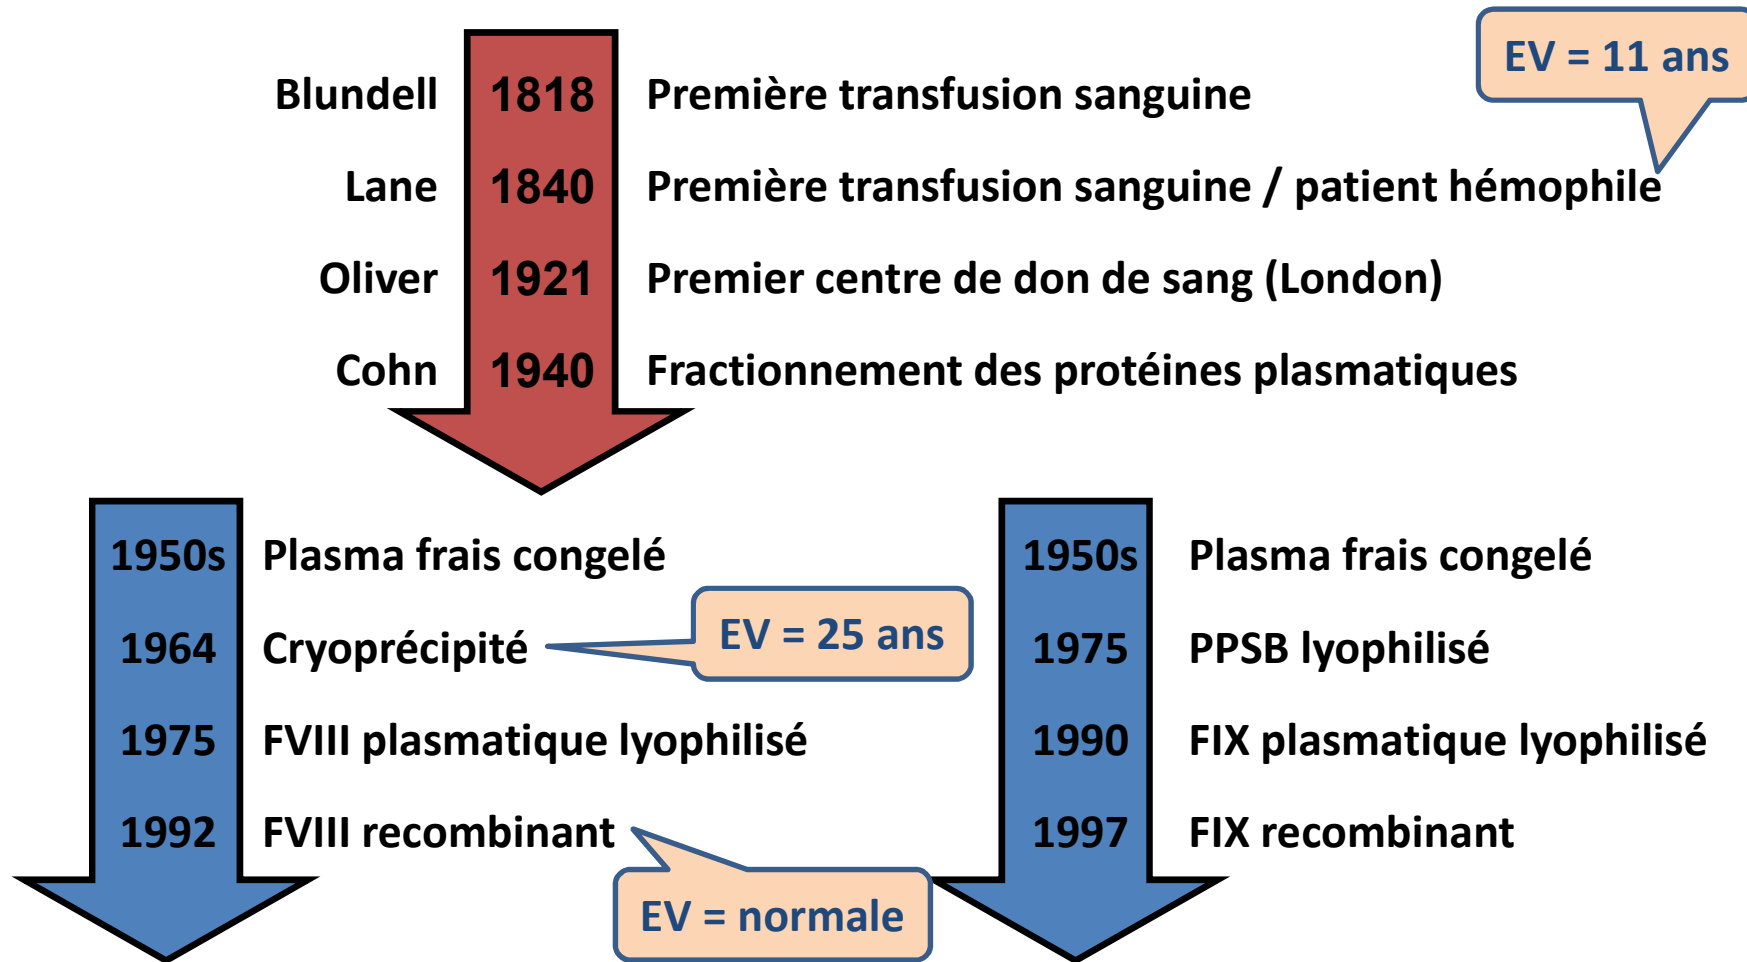 EV = 11 ans
Blundell 1818 Première transfusion sanguine
Lane 1840 Première transfusion sanguine / patient hémophile
Oliver 1921 Premier centre de don de sang (London)
Cohn 1940 Fractionnement des protéines plasmatiques
1950s Plasma frais congelé
1964 Cryoprécipité
EV = 25 ans
1975 FVIII plasmatique lyophilisé
1992 FVIII recombinant
EV = normale
1950s Plasma frais congelé
1975 PPSB lyophilisé
1990 FIX plasmatique lyophilisé
1997 FIX recombinant